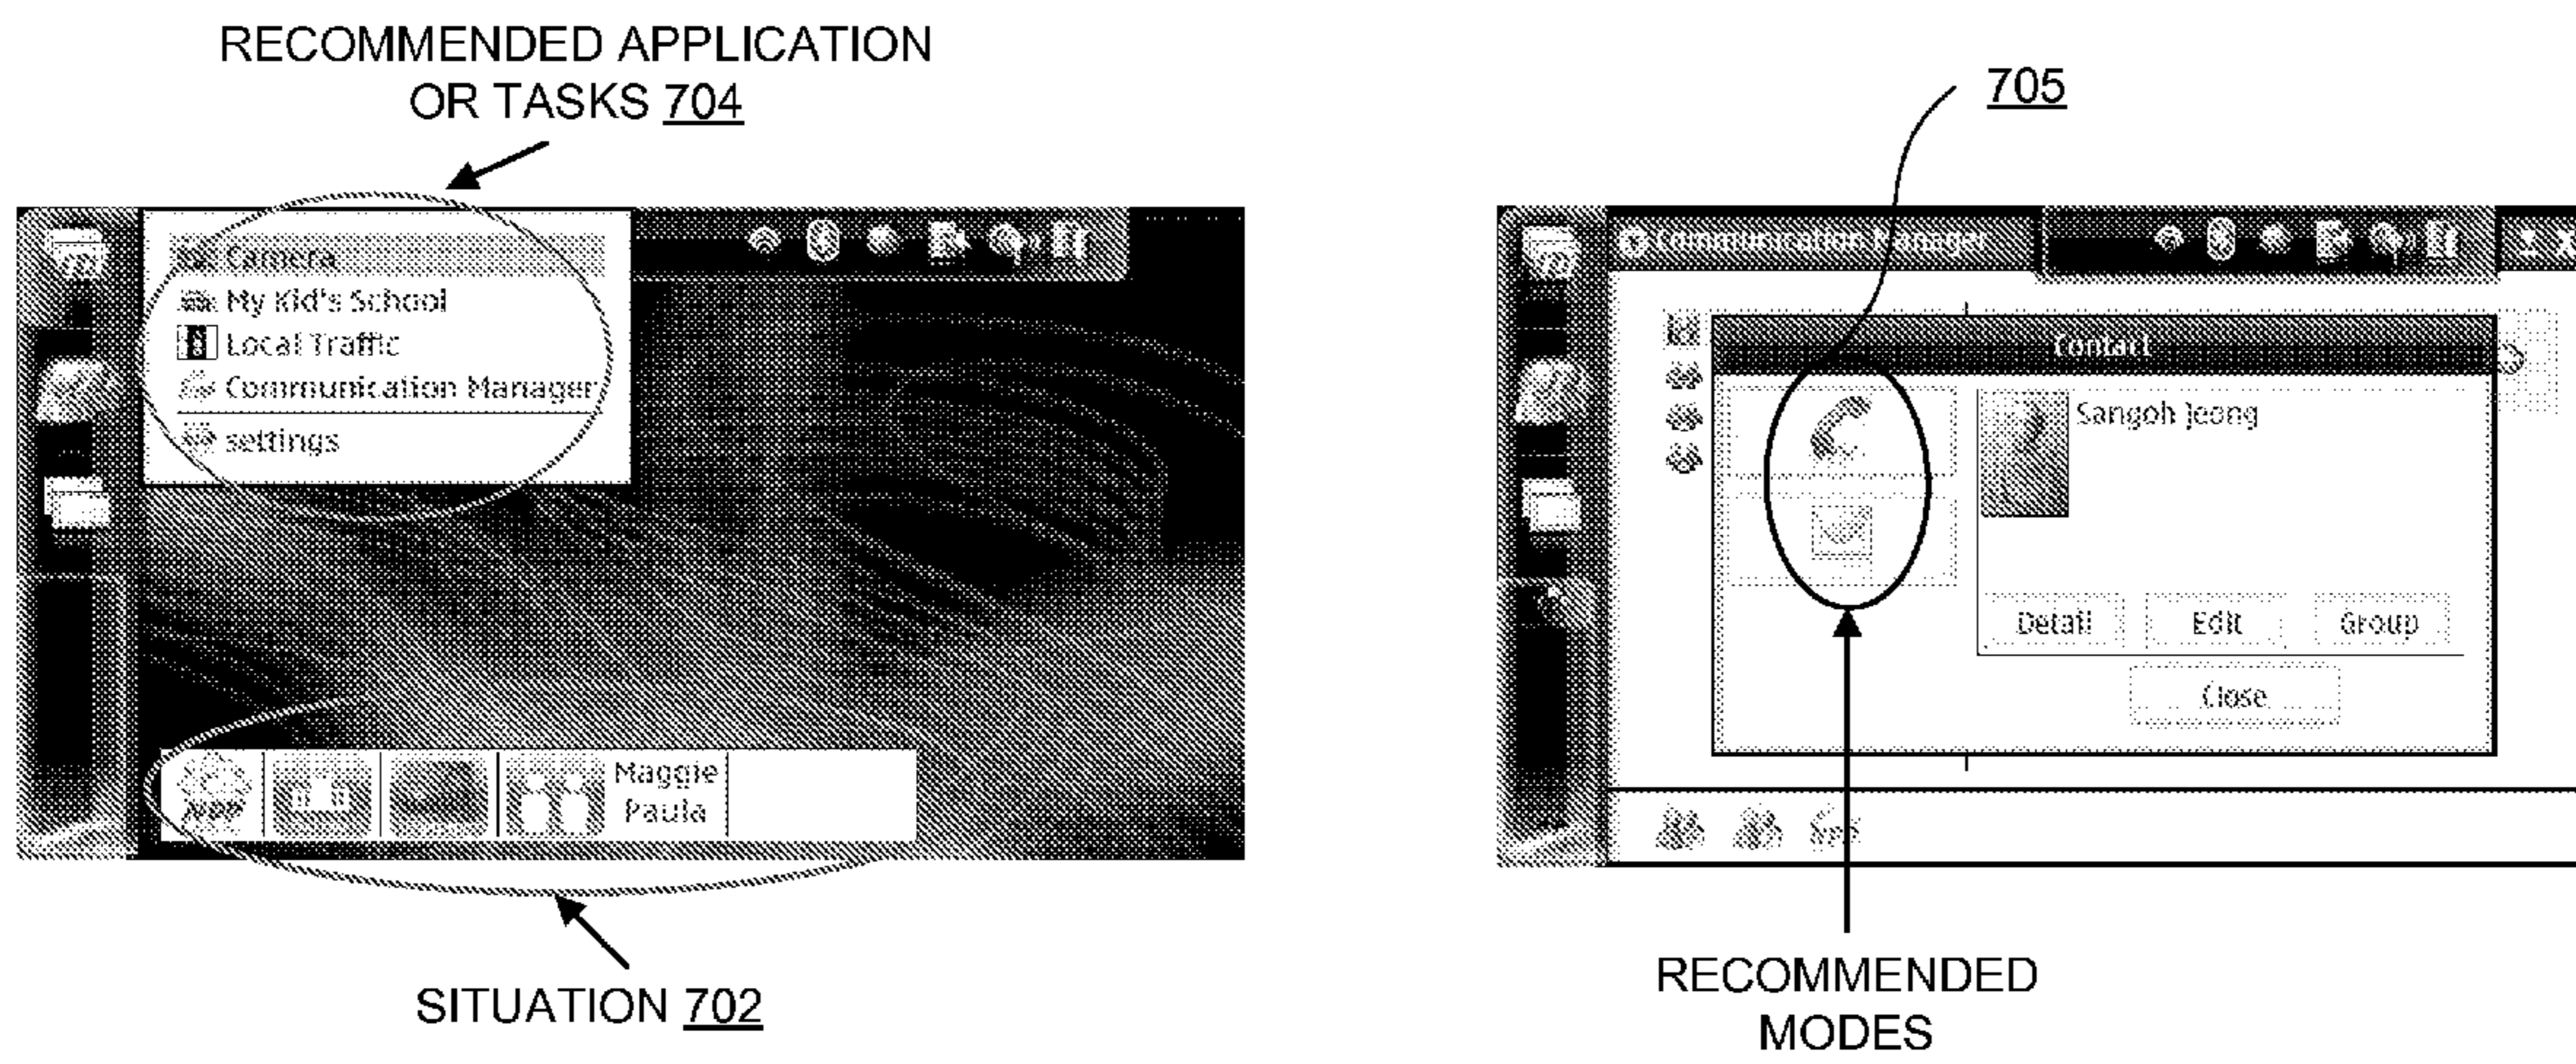 RECOMMENDED APPLICATION
OR TASKS 704
Camera
My Kid's School
Local Traffic
Communication Manager
settings
Maggie
Paula
SITUATION 702
705
Communication Manager
Contact
Sangoh Jeong
Detail
Edit
Group
Close
RECOMMENDED
MODES